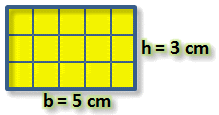 h = 3 cm
b = 5 cm